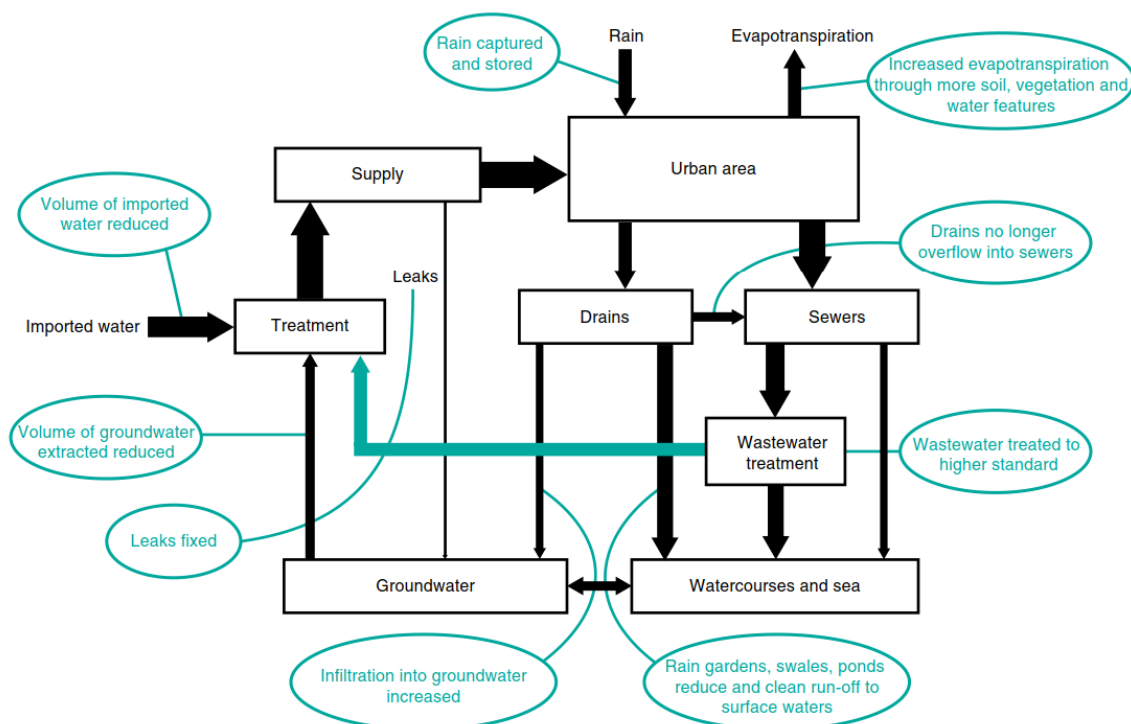 Rain captured
and stored
Rain
Evapotranspiration
Increased evapotranspiration
through more soil, vegetation and
water features
Supply
Urban area
Volume of imported
water reduced
Drains no longer
overflow into sewers
Leaks
Imported water
Treatment
Drains
Sewers
Volume of groundwater
extracted reduced
Wastewater
treatment
Wastewater treated to
higher standard
Leaks fixed
Groundwater
Watercourses and sea
Infiltration into groundwater
increased
Rain gardens, swales, ponds
reduce and clean run-off to
surface waters